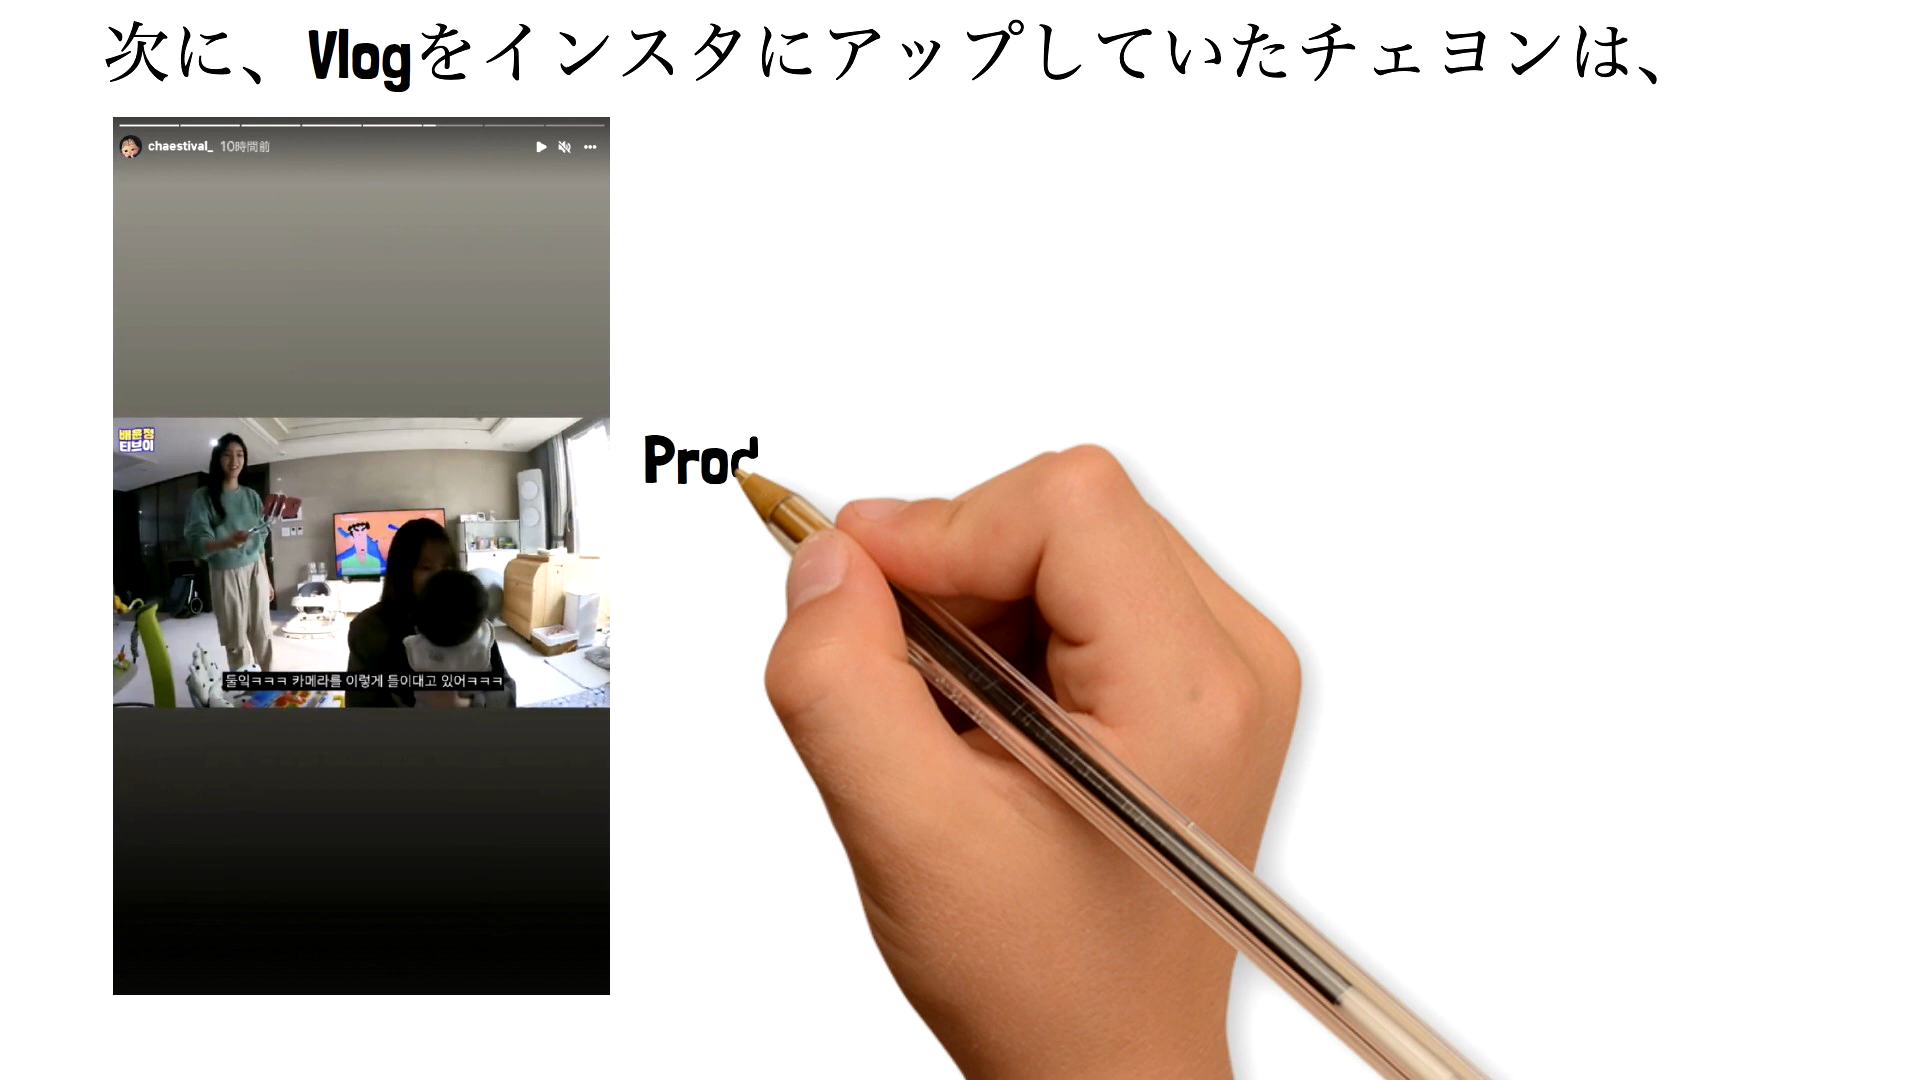 次に、Vlogをインスタにアップしていたチェヨンは、
chaestival_ 10時間前
배윤정
티브이
Prod
둘익ㅋㅋㅋ 카메라를 이렇게 들이대고 있어ㅋㅋㅋ